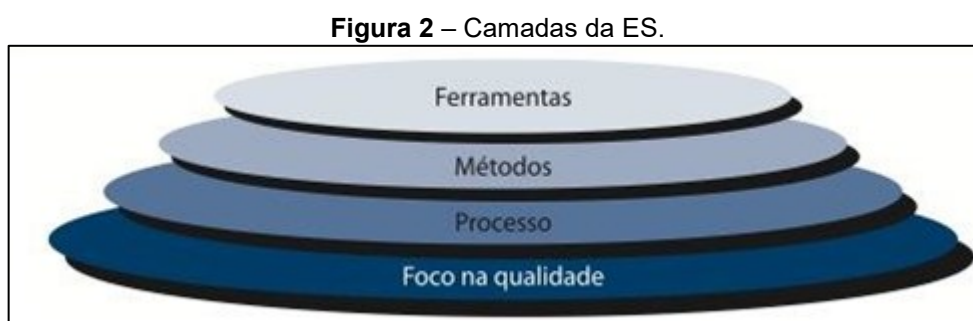 Figura 2 – Camadas da ES.
Ferramentas
Métodos
Processo
Foco na qualidade